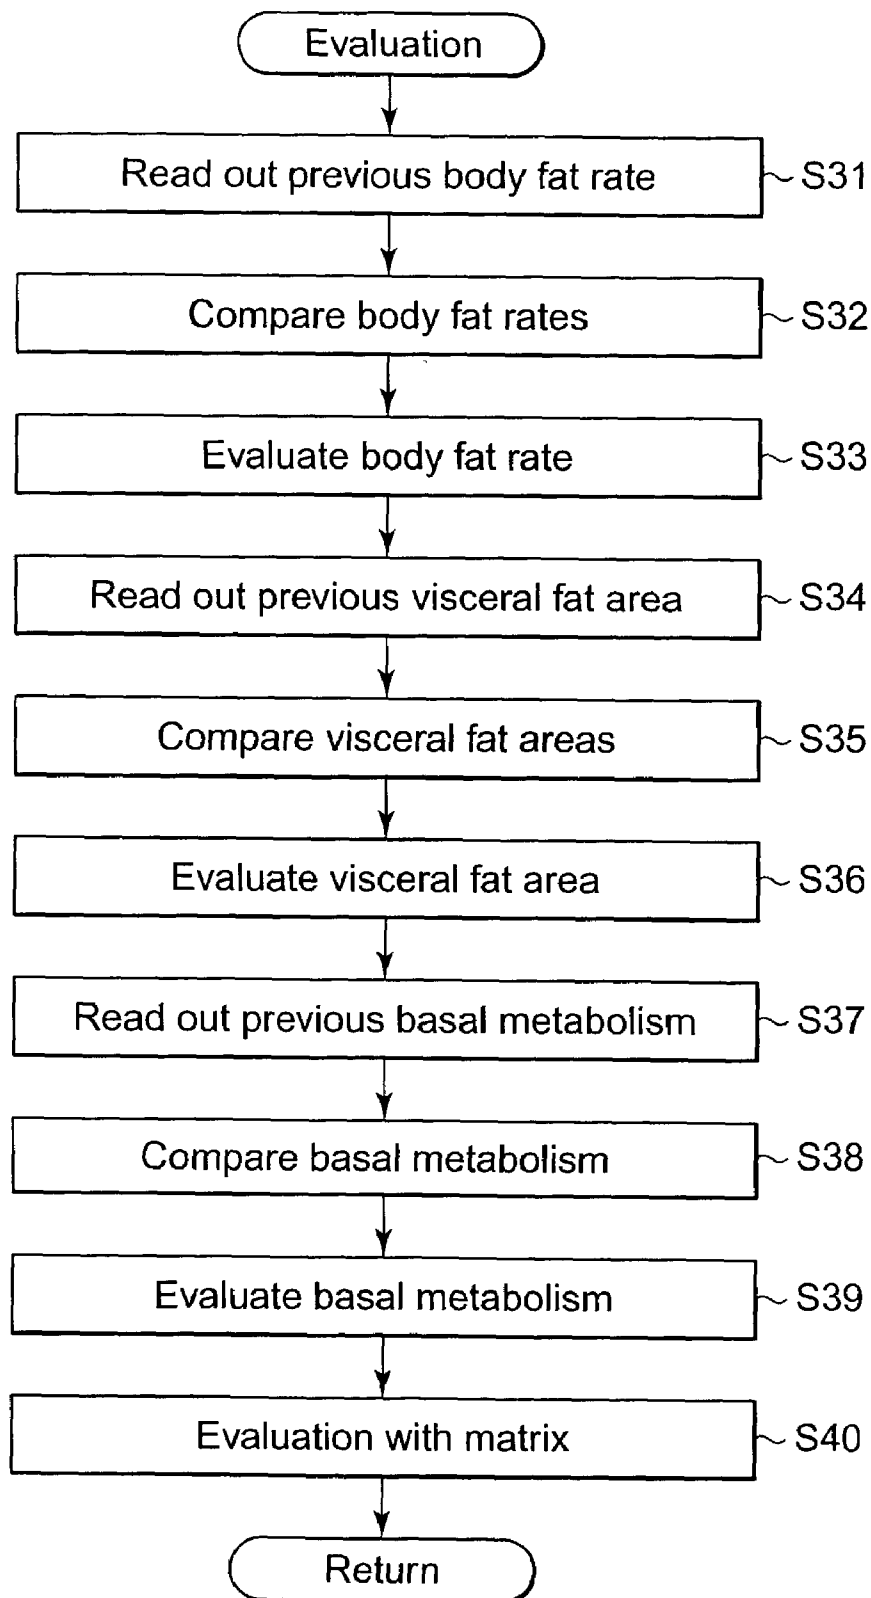 Evaluation
Read out previous body fat rate S31
Compare body fat rates S32
Evaluate body fat rate S33
Read out previous visceral fat area S34
Compare visceral fat areas S35
Evaluate visceral fat area S36
Read out previous basal metabolism S37
Compare basal metabolism S38
Evaluate basal metabolism S39
Evaluation with matrix S40
Return